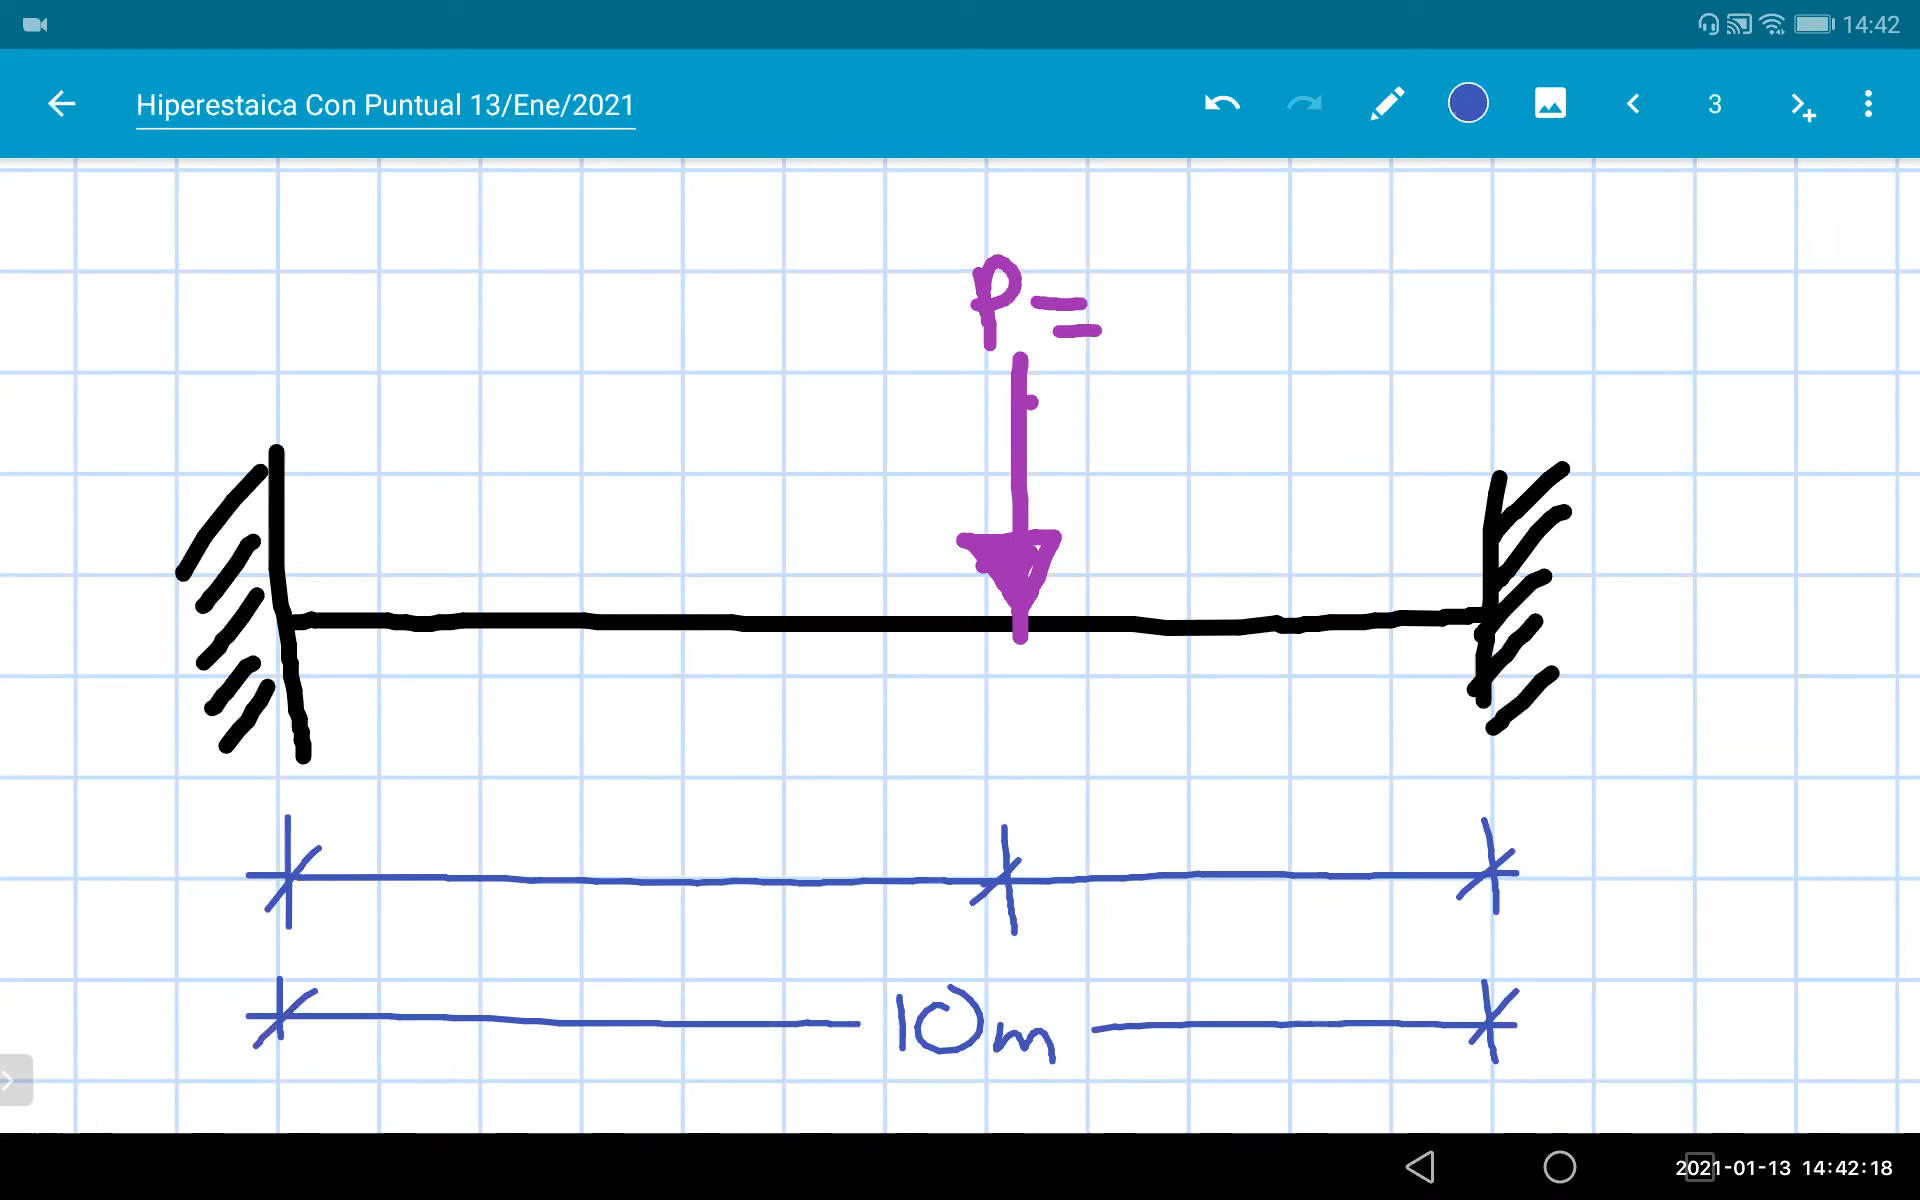 14:42
Hiperestaica Con Puntual 13/Ene/2021
3
P=
10m
2021-01-13 14:42:18